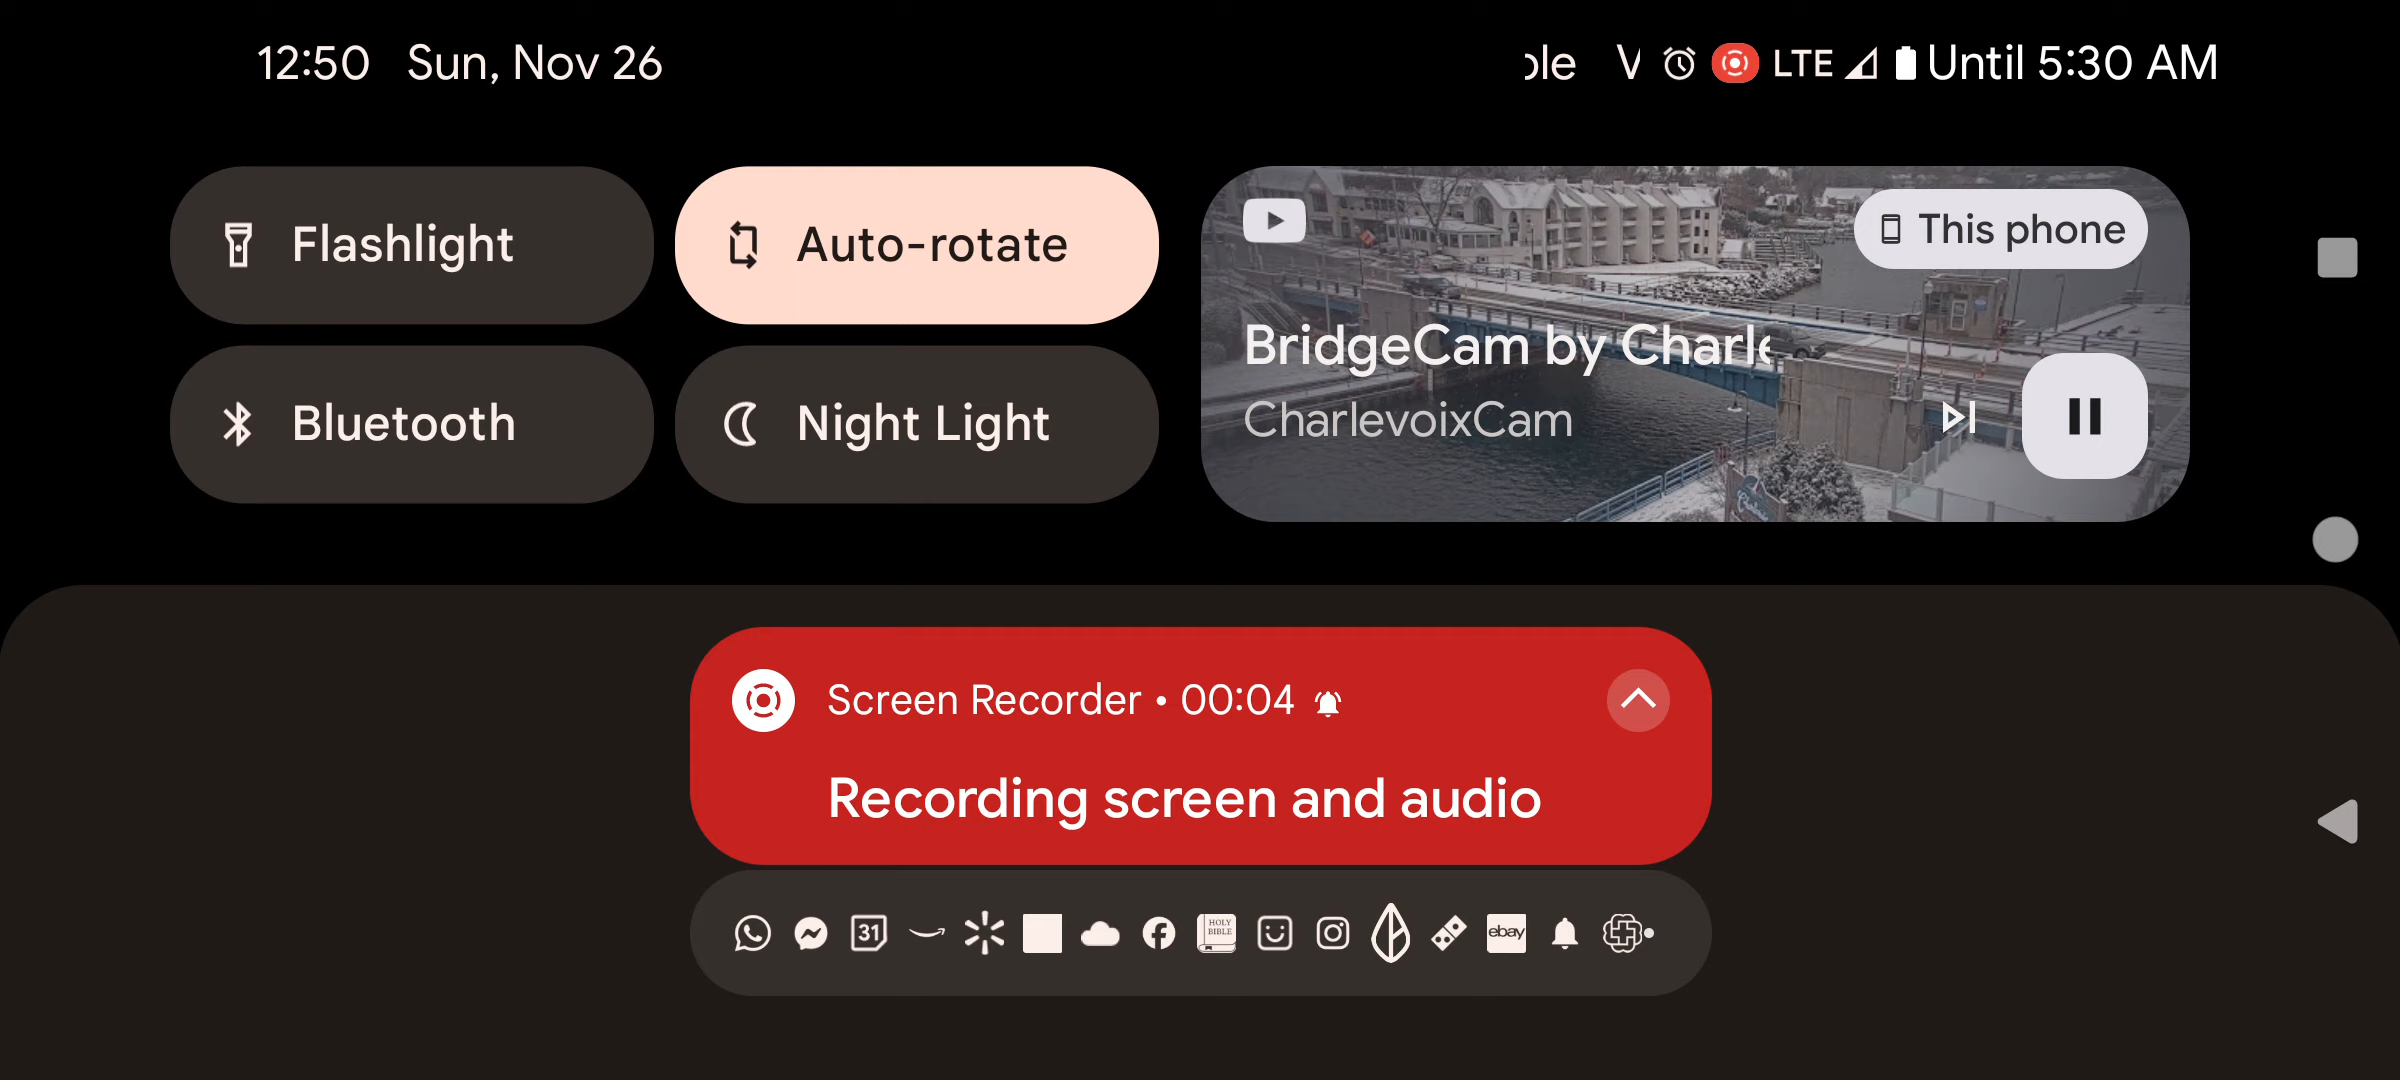 12:50 Sun, Nov 26
LTE Until 5:30 AM
Flashlight
Auto-rotate
This phone
BridgeCam by Charle
CharlevoixCam
Bluetooth
Night Light
Screen Recorder • 00:04
Recording screen and audio
31
HOLY
BIBLE
ebay